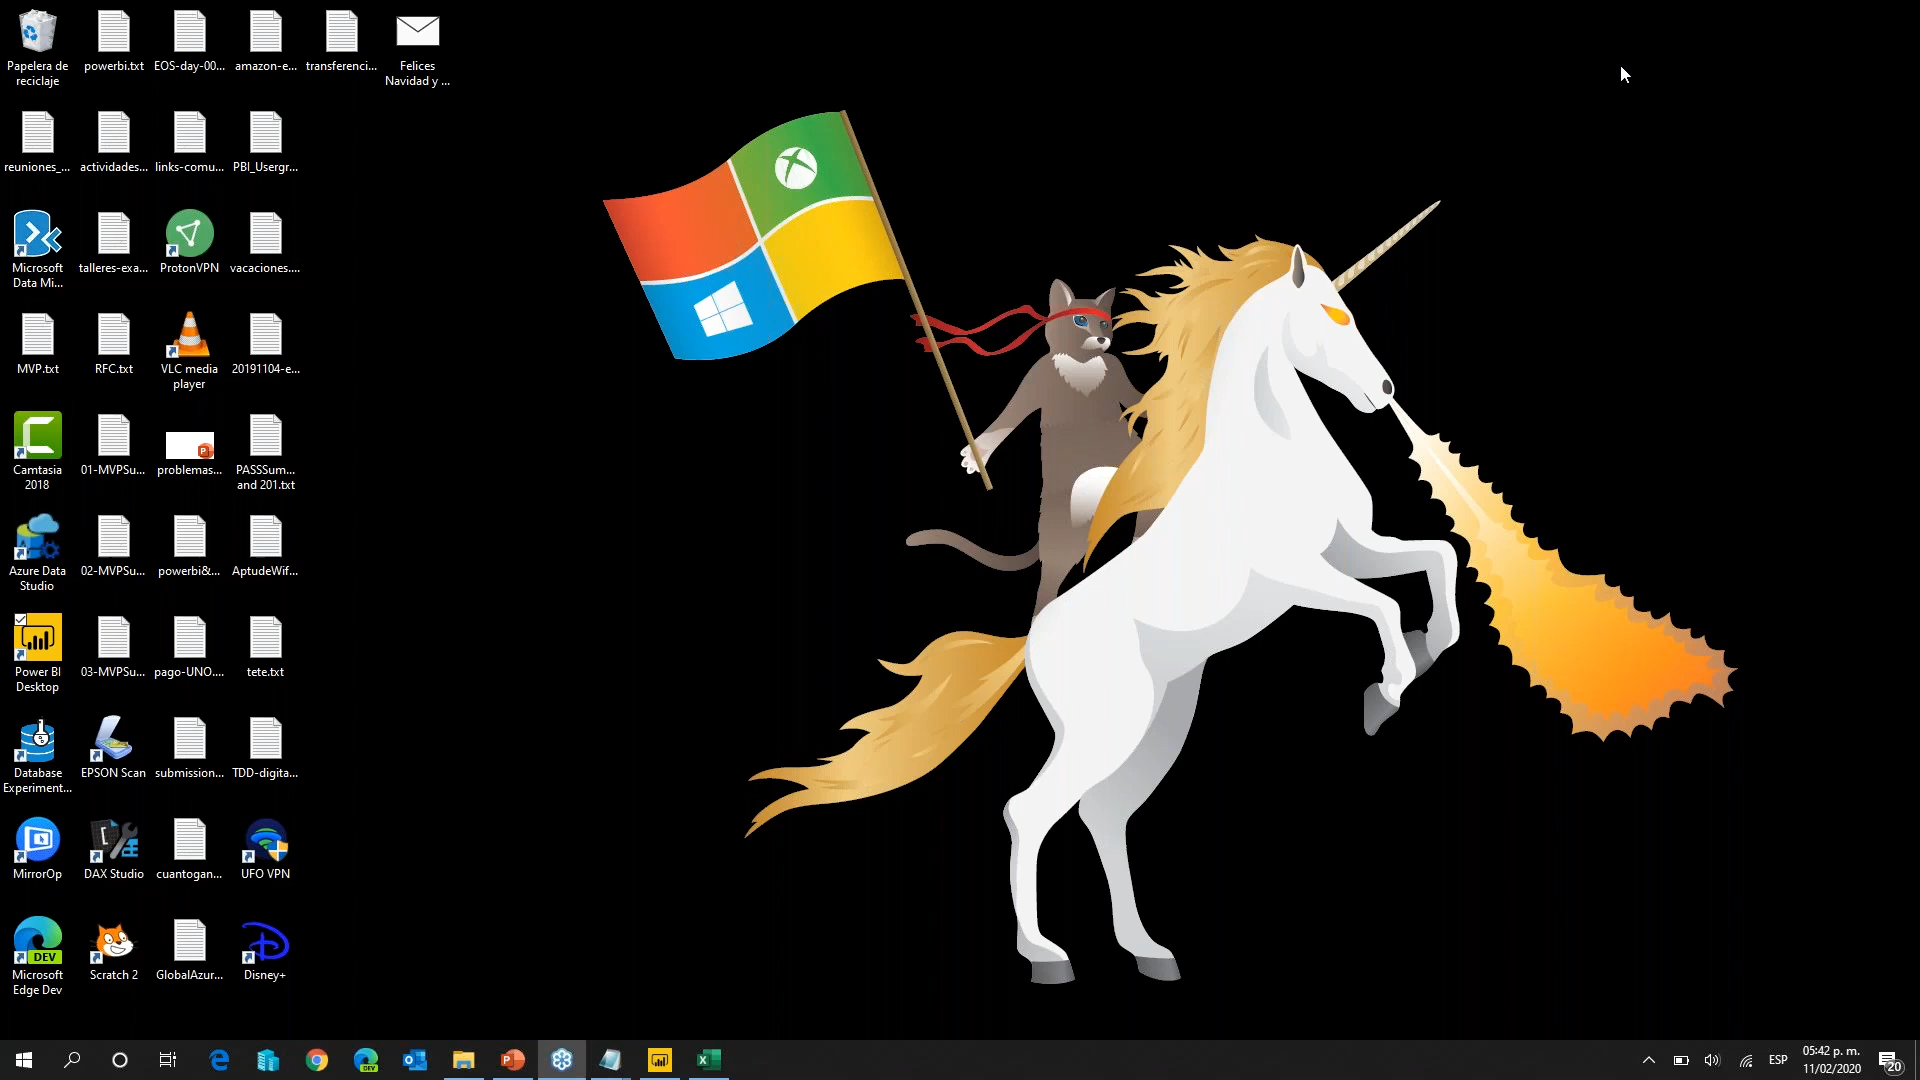 Papelera de
reciclaje
powerbi.txt
EOS-day-00...
amazon-e...
transferenci...
Felices
Navidad y ...
reuniones_...
actividades...
links-comu...
PBI_Usergr...
Microsoft
Data Mi...
talleres-exa...
ProtonVPN
vacaciones....
MVP.txt
RFC.txt
VLC media
player
20191104-e...
Camtasia
2018
01-MVPSu...
problemas...
PASSSum...
and 201.txt
Azure Data
Studio
02-MVPSu...
powerbi&...
AptudeWif...
Power BI
Desktop
03-MVPSu...
pago-UNO....
tete.txt
Database
Experiment...
EPSON Scan
submission...
TDD-digita...
MirrorOp
DAX Studio
cuantogan...
UFO VPN
DEV
Microsoft
Edge Dev
Scratch 2
GlobalAzur...
Disney+
ESP
05:42 p. m.
11/02/2020
20